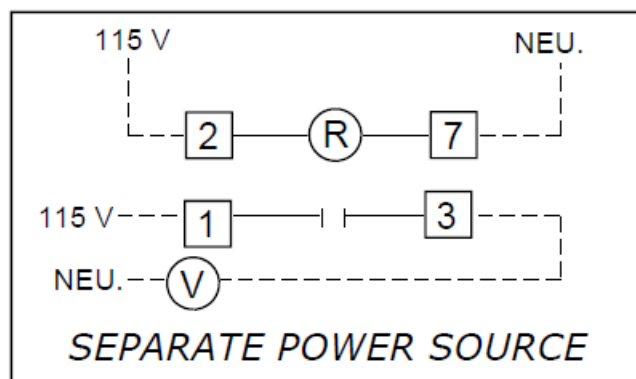 115 V NEU.
2 R 7
115 V 1 3
NEU. V
SEPARATE POWER SOURCE